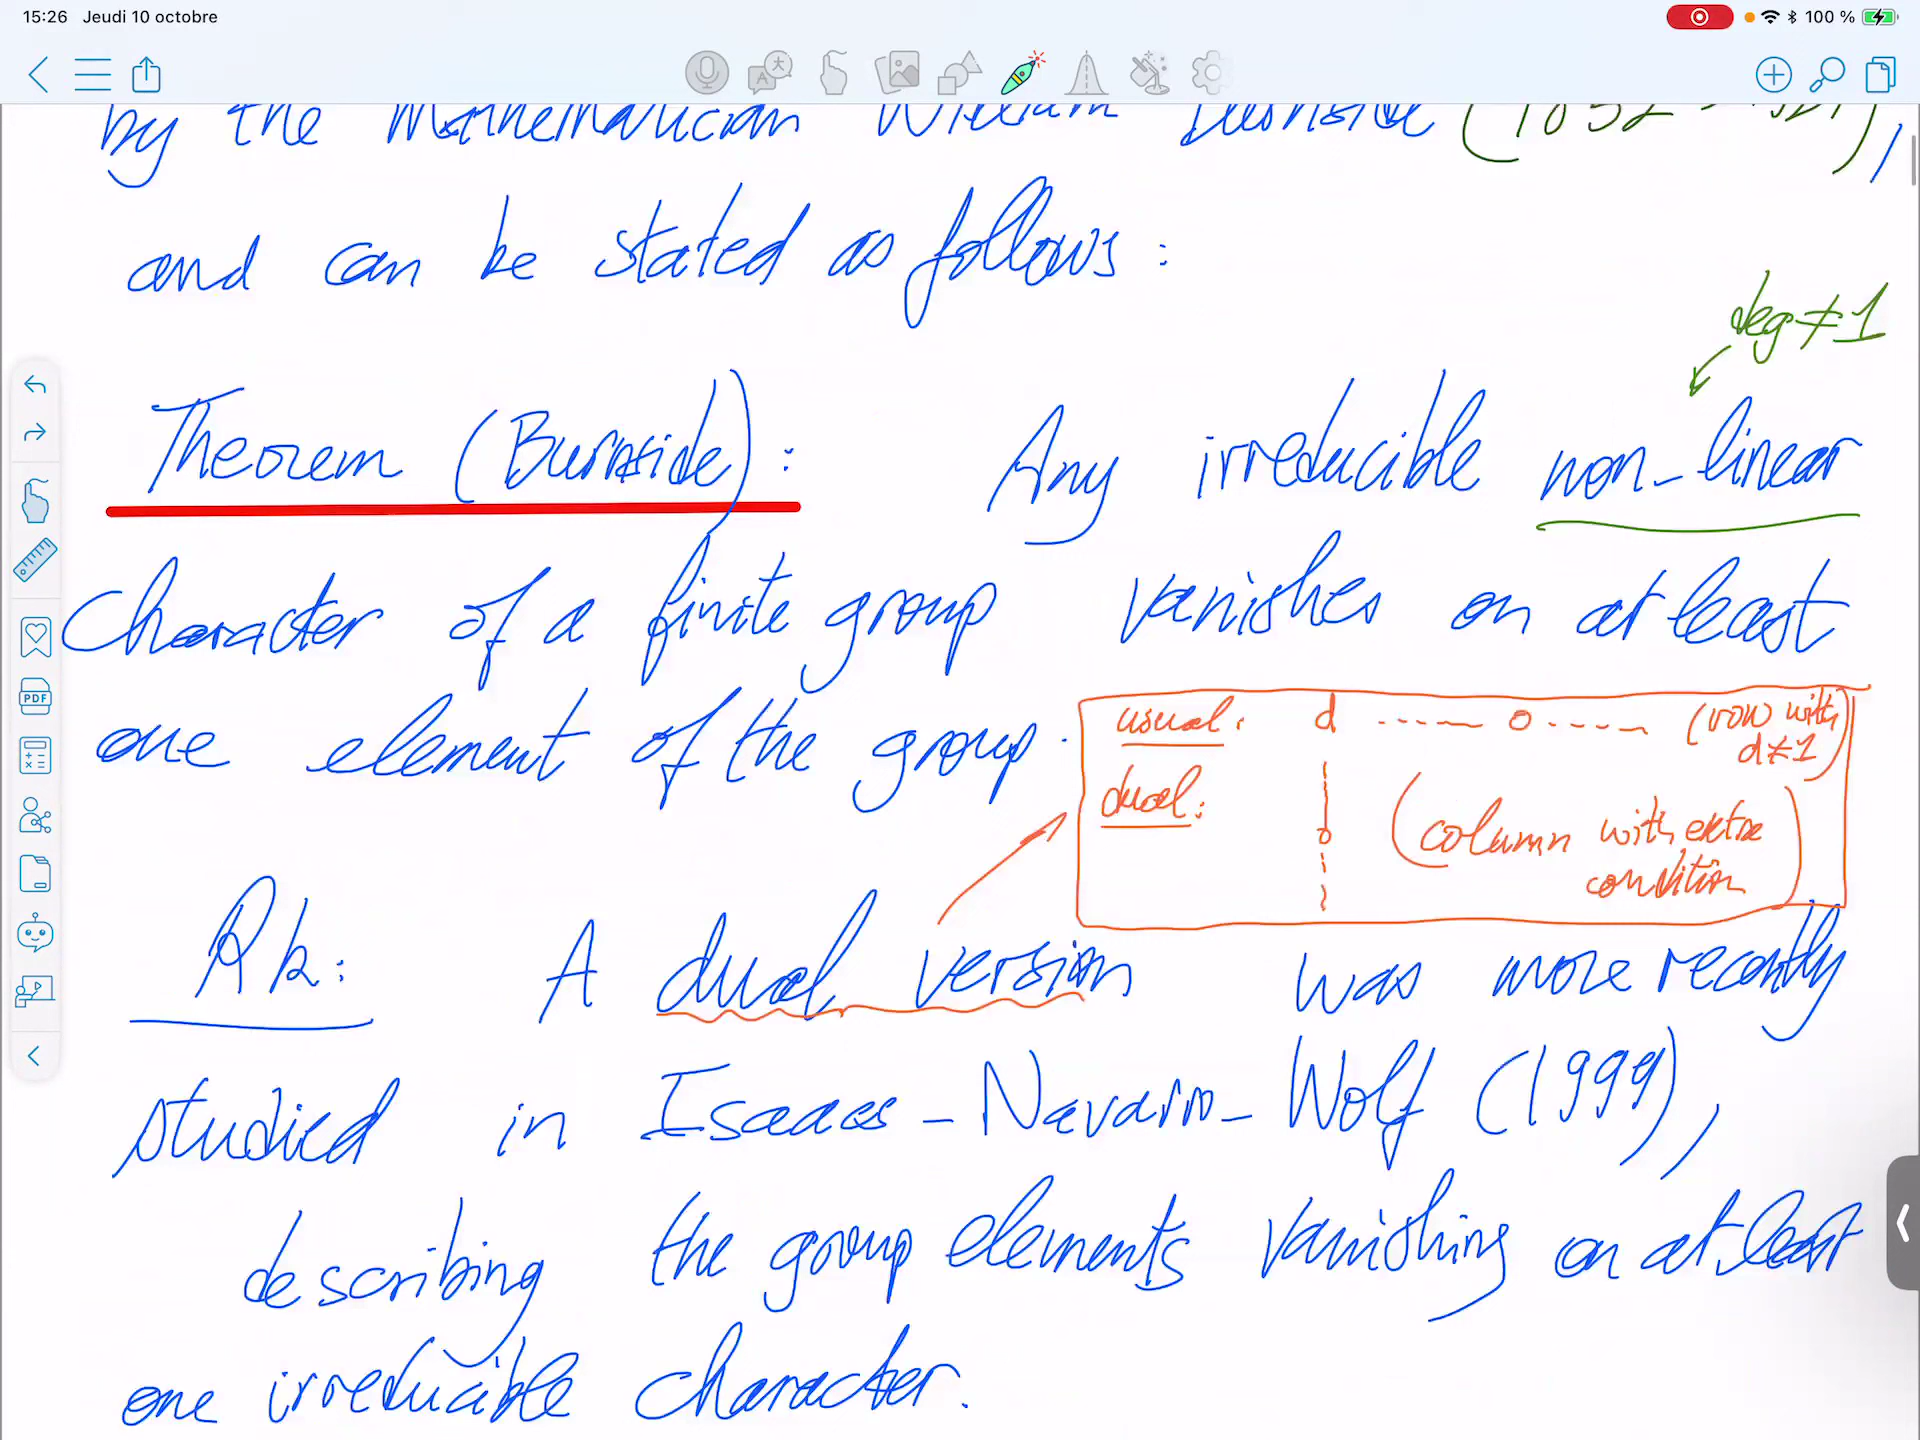 15:26 Jeudi 10 octobre
100 %
by the Mathematician William Burnside (1852 - 1927),
and can be stated as follows :
deg ≠ 1
Theorem (Burnside) : Any irreducible non-linear
character of a finite group vanishes on at least
one element of the group.
usual: d ----- 0 ----- (row with
d≠1)
dual: 0 (column with extra
condition)
Rk: A dual version was more recently
studied in Isaacs - Navarro - Wolf (1999),
describing the group elements vanishing on at least
one irreducible character.
PDF